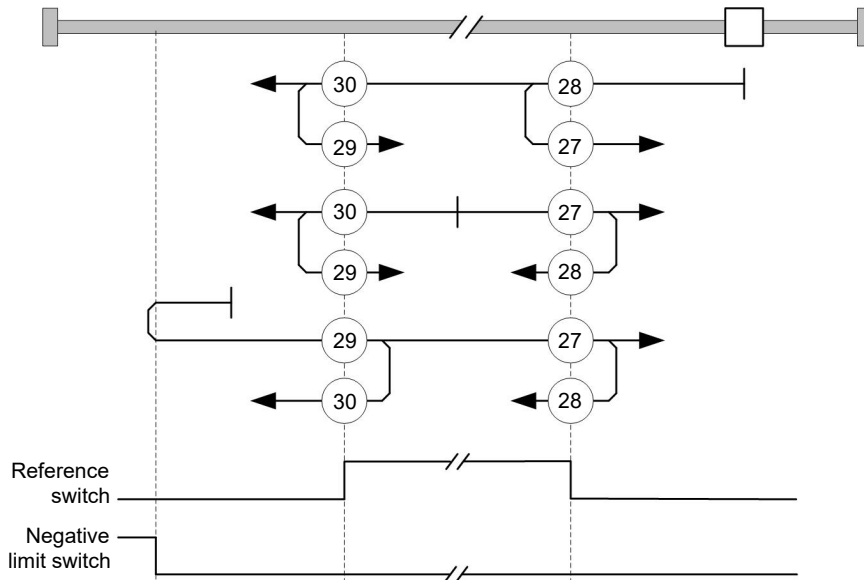 30 28
29 27
30 27
29 28
29 27
30 28
Reference
switch
Negative
limit switch